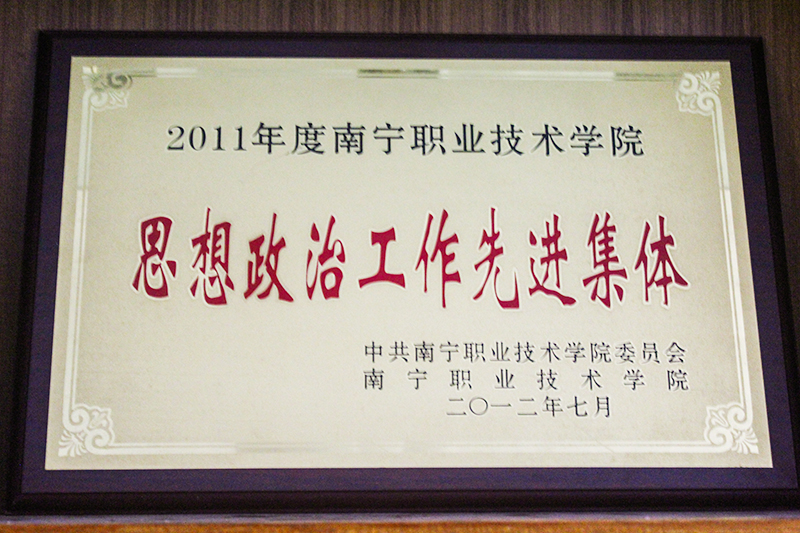 2011年度南宁职业技术学院
思想政治工作先进集体
中共南宁职业技术学院委员会
南宁职业技术学院
二〇一二年七月